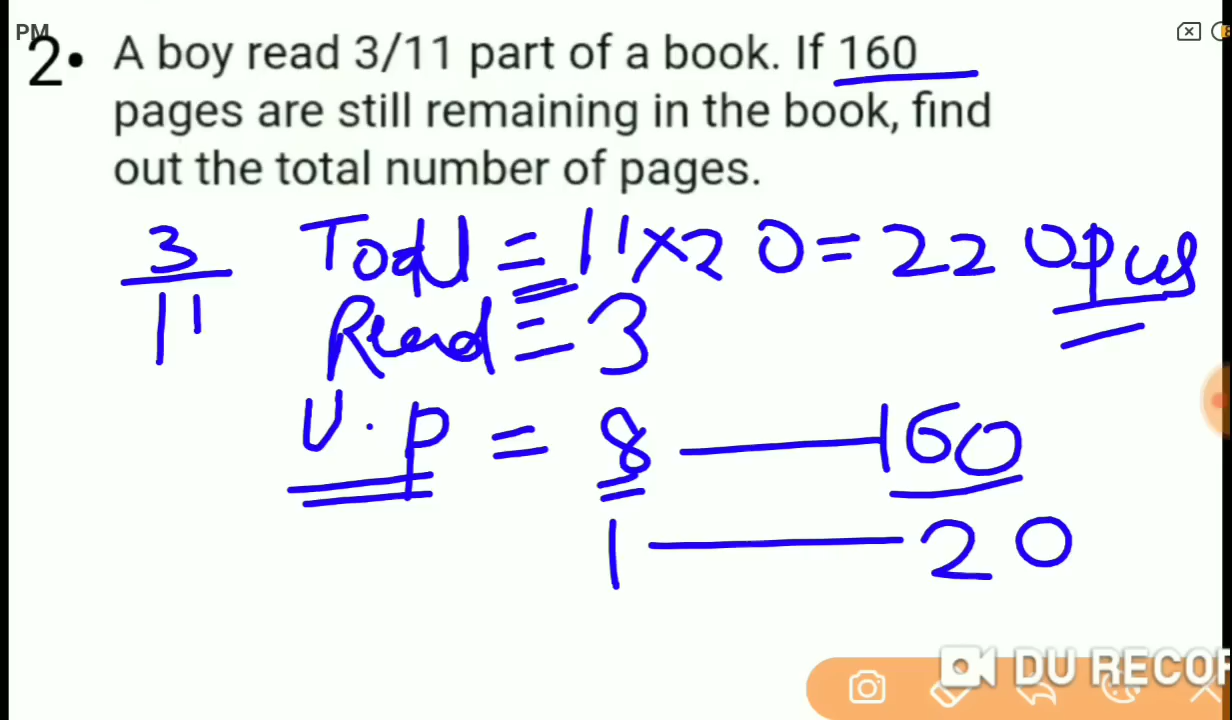 PM
2. A boy read 3/11 part of a book. If 160
pages are still remaining in the book, find
out the total number of pages.
3
11
Total = 11×20 = 220
Read = 3
U.P = 8 — 160
1 — 20
DU RECOR